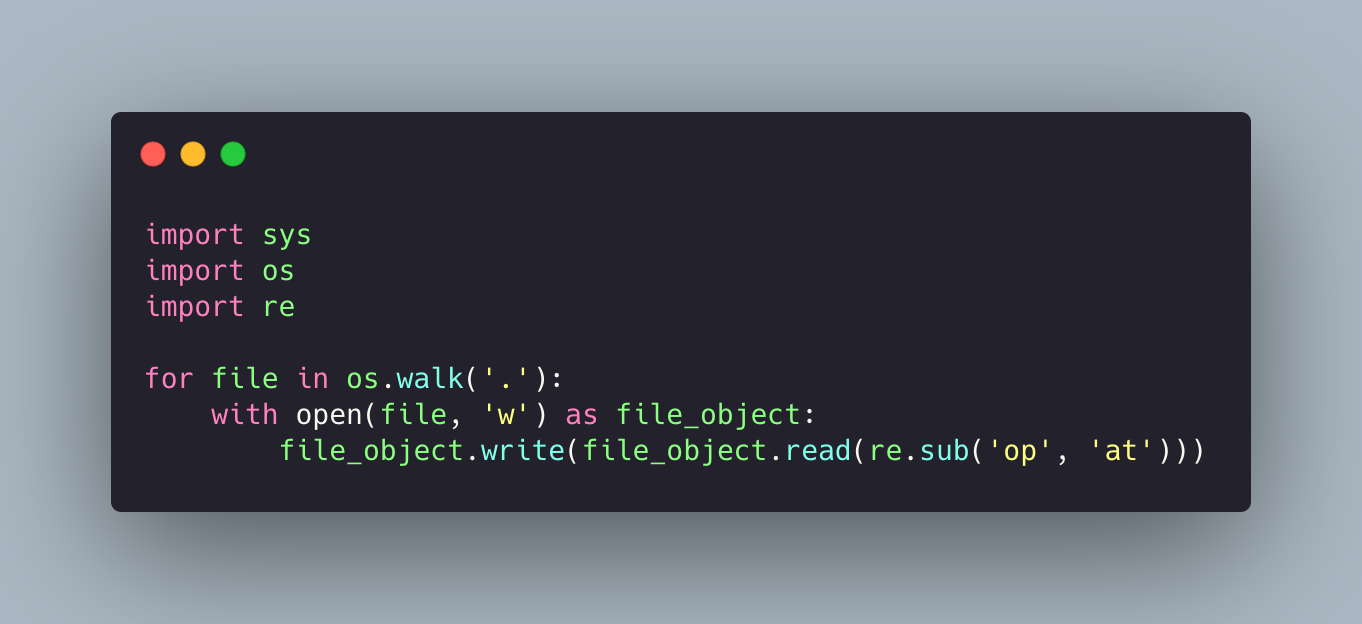 import sys
import os
import re

for file in os.walk('.'):
    with open(file, 'w') as file_object:
        file_object.write(file_object.read(re.sub('op', 'at')))